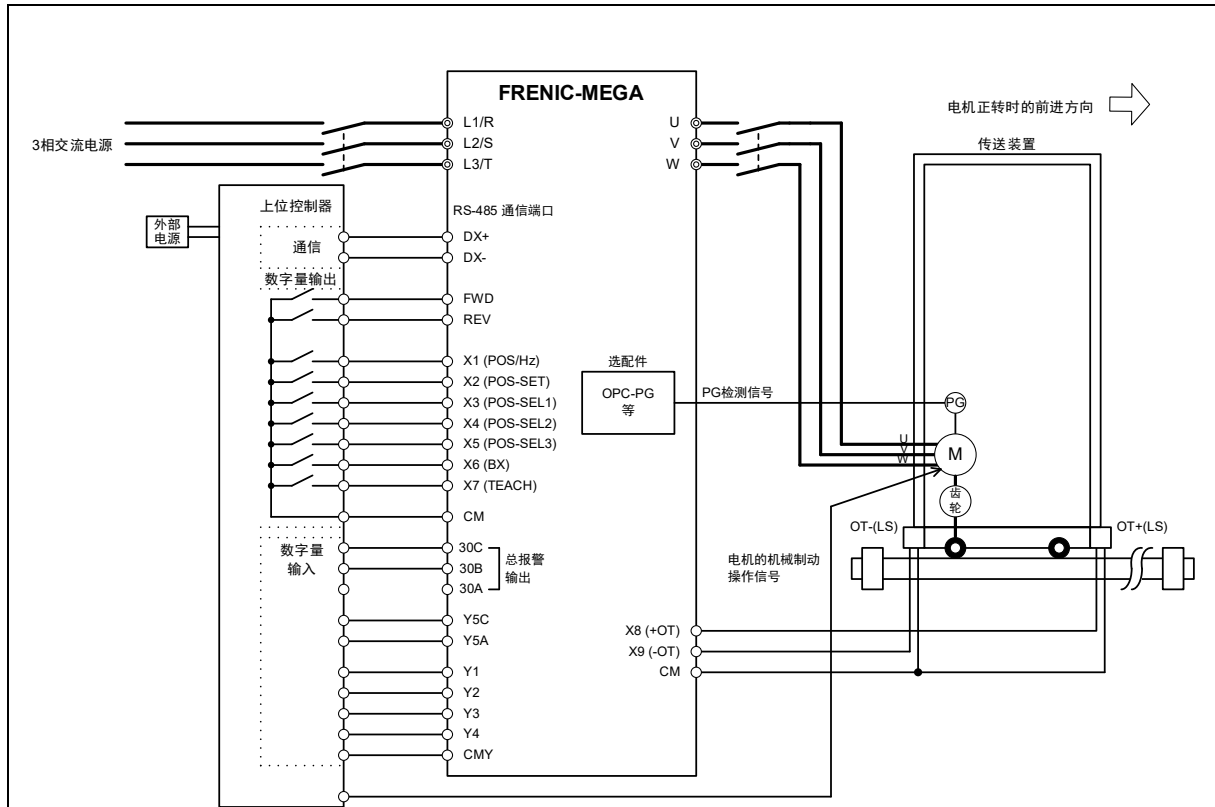 FRENIC-MEGA
电机正转时的前进方向
3相交流电源
L1/R
L2/S
L3/T
U
V
W
传送装置
上位控制器
RS-485 通信端口
外部
电源
通信
DX+
DX-
数字量输出
FWD
REV
X1 (POS/Hz)
X2 (POS-SET)
X3 (POS-SEL1)
X4 (POS-SEL2)
X5 (POS-SEL3)
X6 (BX)
X7 (TEACH)
CM
选配件
OPC-PG
等
PG检测信号
PG
U
V
W
M
齿
轮
OT-(LS)
OT+(LS)
数字量
输入
30C
30B
30A
总报警
输出
电机的机械制动
操作信号
Y5C
Y5A
Y1
Y2
Y3
Y4
CMY
X8 (+OT)
X9 (-OT)
CM